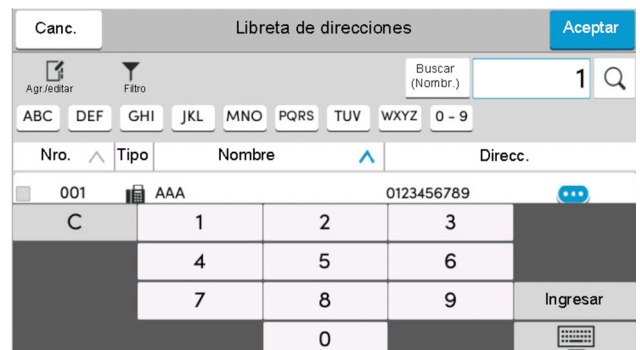 Canc. Libreta de direcciones Aceptar
Agr./editar Filtro Buscar (Nombr.) 1
ABC DEF GHI JKL MNO PQRS TUV WXYZ 0 - 9
Nro. Tipo Nombre Direcc.
001 AAA 0123456789
C 1 2 3
4 5 6
7 8 9 Ingresar
0